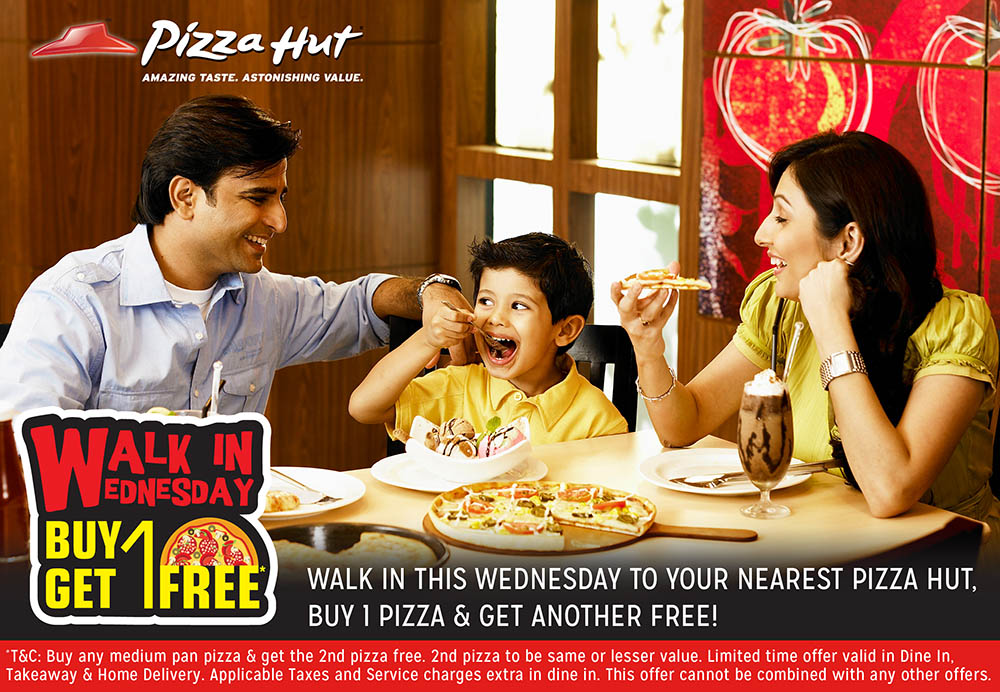 Pizza Hut
AMAZING TASTE. ASTONISHING VALUE.
WALK IN
WEDNESDAY
BUY 1
GET 1 FREE*
WALK IN THIS WEDNESDAY TO YOUR NEAREST PIZZA HUT,
BUY 1 PIZZA & GET ANOTHER FREE!
*T&C: Buy any medium pan pizza & get the 2nd pizza free. 2nd pizza to be same or lesser value. Limited time offer valid in Dine In,
Takeaway & Home Delivery. Applicable Taxes and Service charges extra in dine in. This offer cannot be combined with any other offers.